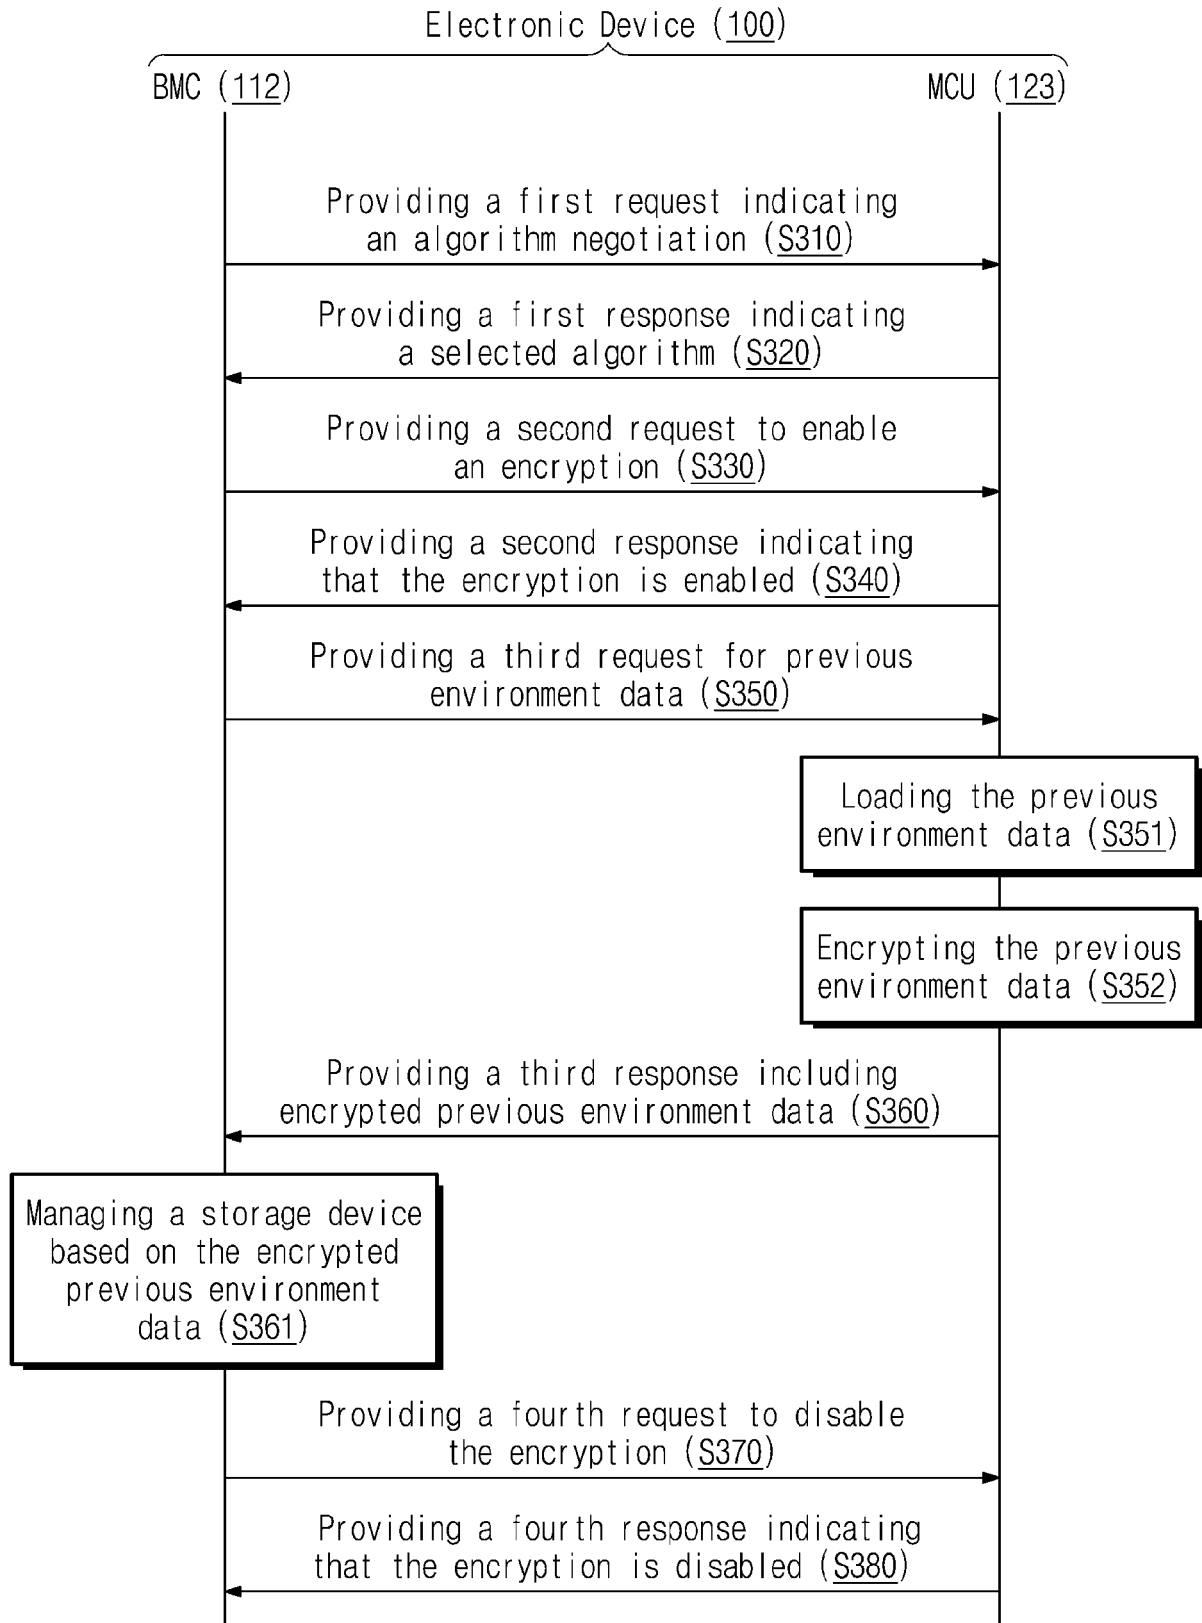 Electronic Device (100)
BMC (112)
MCU (123)
Providing a first request indicating
an algorithm negotiation (S310)
Providing a first response indicating
a selected algorithm (S320)
Providing a second request to enable
an encryption (S330)
Providing a second response indicating
that the encryption is enabled (S340)
Providing a third request for previous
environment data (S350)
Loading the previous
environment data (S351)
Encrypting the previous
environment data (S352)
Providing a third response including
encrypted previous environment data (S360)
Managing a storage device
based on the encrypted
previous environment
data (S361)
Providing a fourth request to disable
the encryption (S370)
Providing a fourth response indicating
that the encryption is disabled (S380)